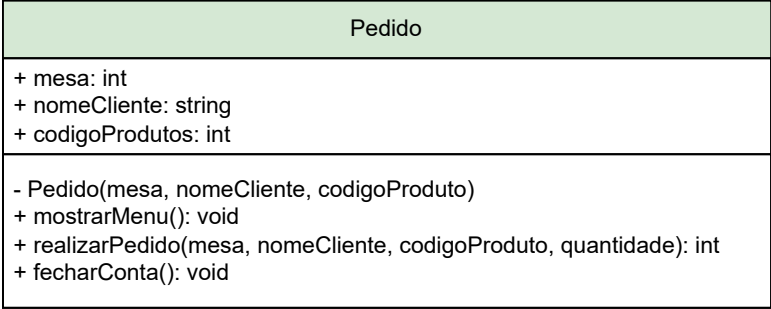 Pedido
+ mesa: int
+ nomeCliente: string
+ codigoProdutos: int
- Pedido(mesa, nomeCliente, codigoProduto)
+ mostrarMenu(): void
+ realizarPedido(mesa, nomeCliente, codigoProduto, quantidade): int
+ fecharConta(): void